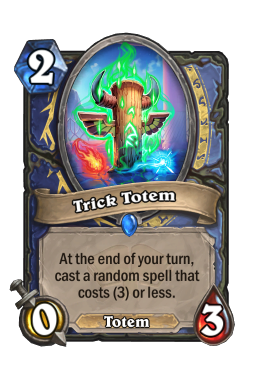 2
Trick Totem
At the end of your turn,
cast a random spell that
costs (3) or less.
0
3
Totem